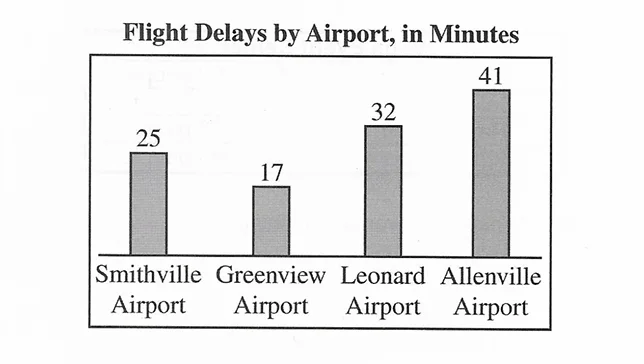 Flight Delays by Airport, in Minutes
41
32
25
17
Smithville Greenview Leonard Allenville
Airport Airport Airport Airport